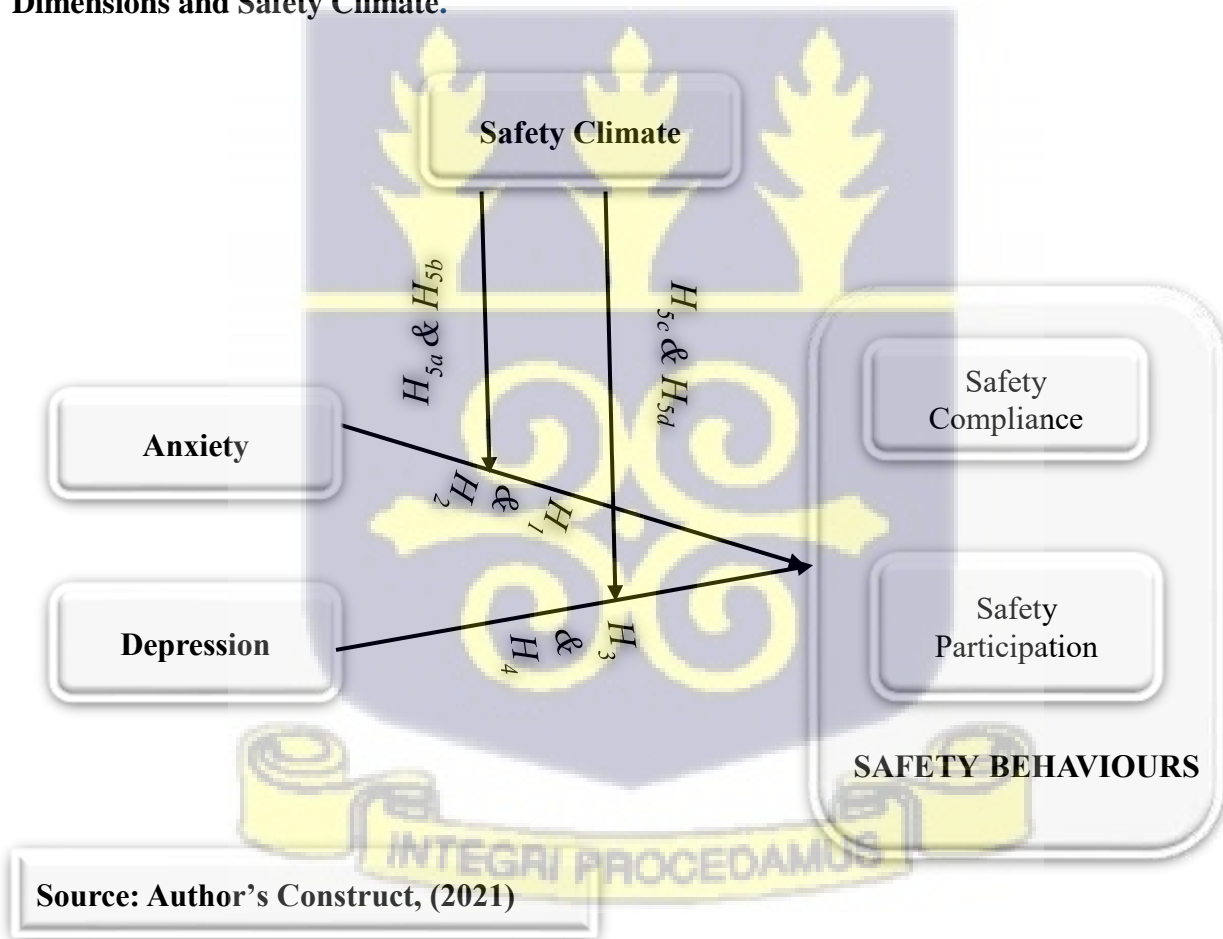 Dimensions and Safety Climate.
Safety Climate
H5a & H5b
H5c & H5d
Safety
Compliance
Anxiety
H1
&
H2
Depression
H3
&
H4
Safety
Participation
SAFETY BEHAVIOURS
INTEGRI PROCEDAMUS
Source: Author’s Construct, (2021)